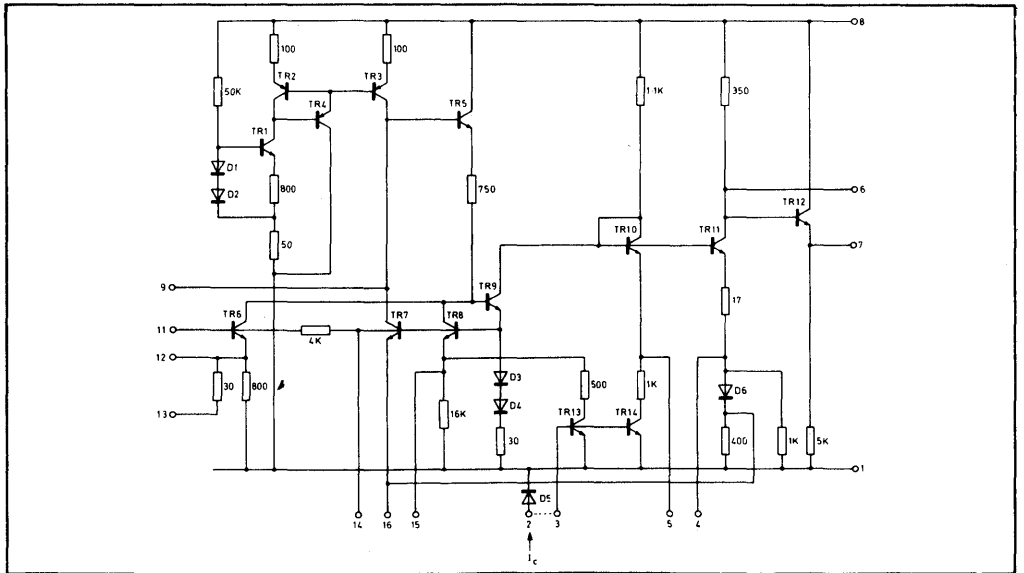 8
100
100
TR2
TR3
50K
TR4
TR5
1.1K
350
TR1
D1
D2
800
750
6
TR12
50
TR10
TR11
7
9
TR9
17
TR6
TR7
TR8
11
4K
12
D3
30
800
500
1K
D6
D4
16K
TR13
TR14
13
30
400
1K
5K
1
D5
14
16
15
2
3
5
4
Ic